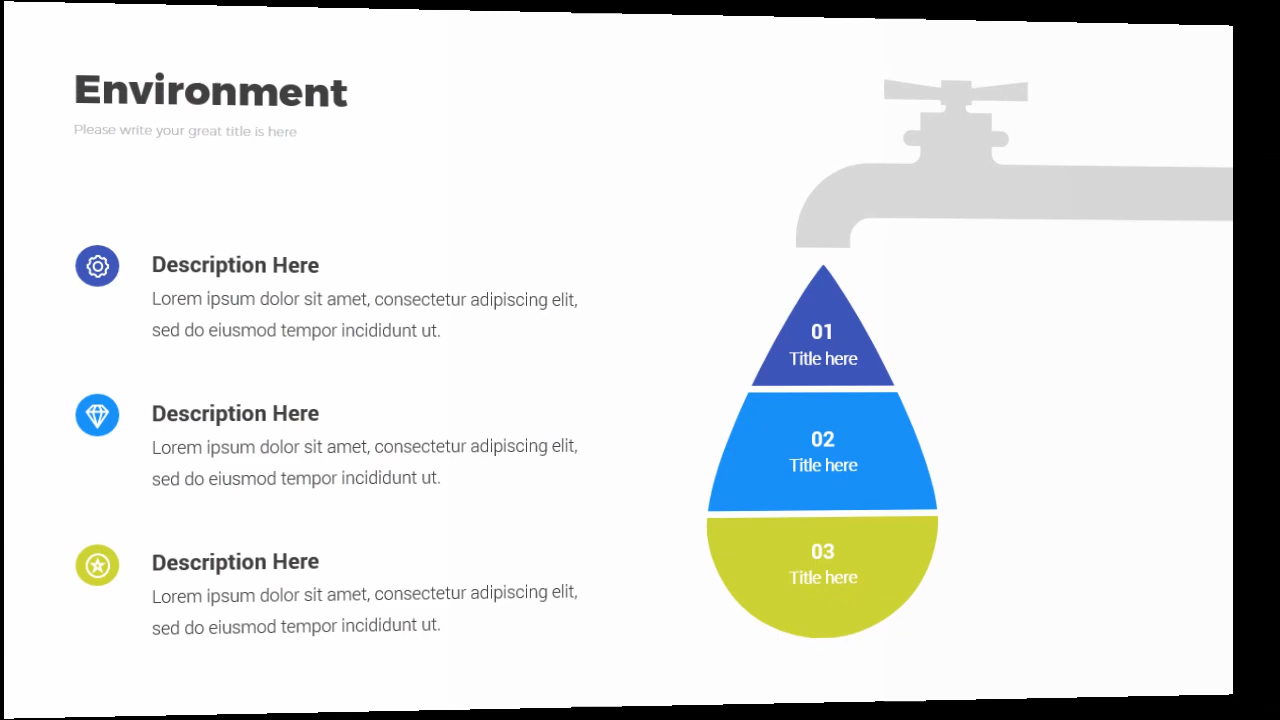 Environment
Please write your great title is here
Description Here
Lorem ipsum dolor sit amet, consectetur adipiscing elit,
sed do eiusmod tempor incididunt ut.
Description Here
Lorem ipsum dolor sit amet, consectetur adipiscing elit,
sed do eiusmod tempor incididunt ut.
Description Here
Lorem ipsum dolor sit amet, consectetur adipiscing elit,
sed do eiusmod tempor incididunt ut.
01
Title here
02
Title here
03
Title here